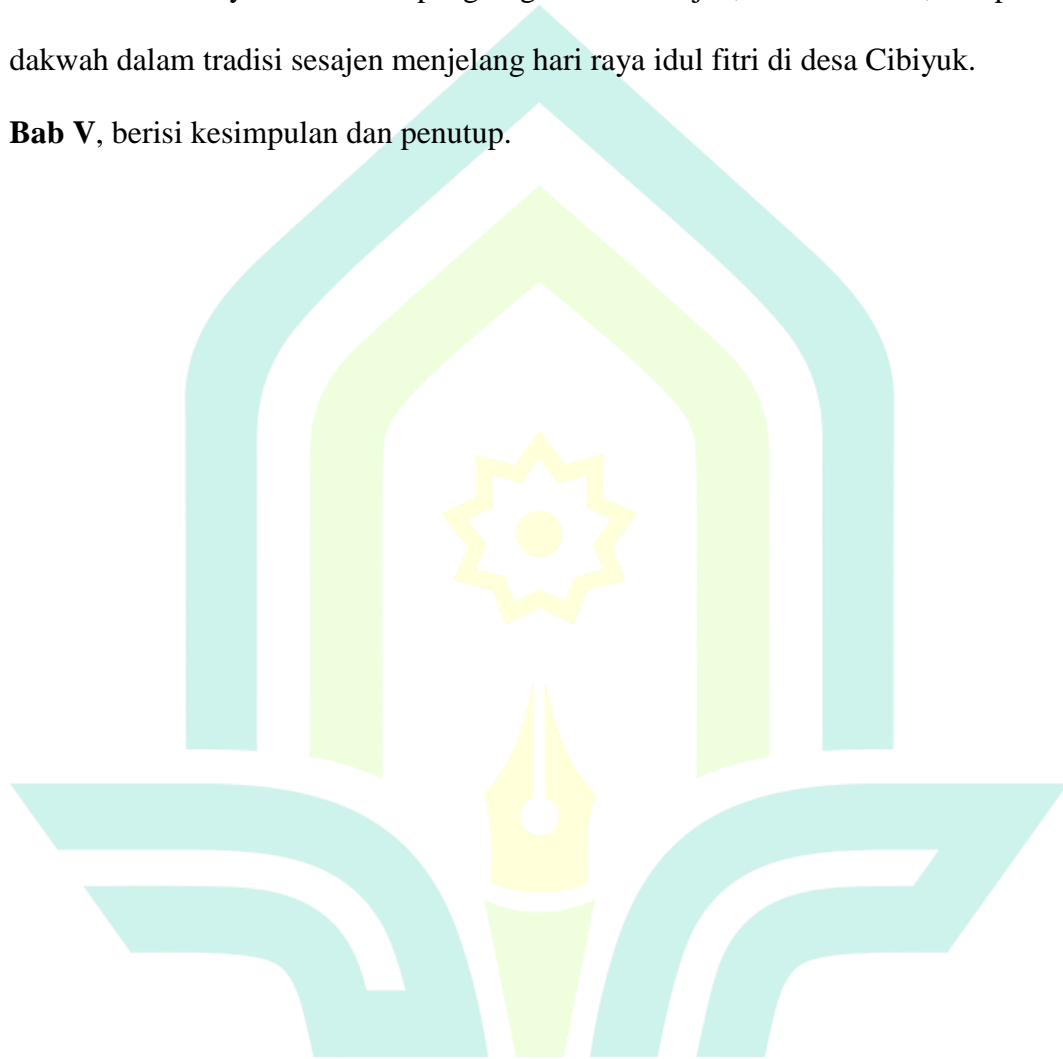 dakwah dalam tradisi sesajen menjelang hari raya idul fitri di desa Cibiyuk.
Bab V, berisi kesimpulan dan penutup.